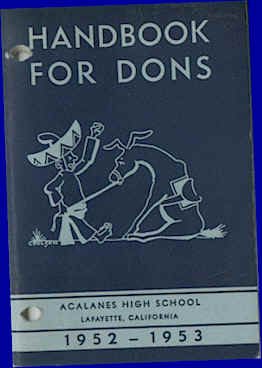 HANDBOOK
FOR DONS
ACALANES HIGH SCHOOL
LAFAYETTE, CALIFORNIA
1952 – 1953